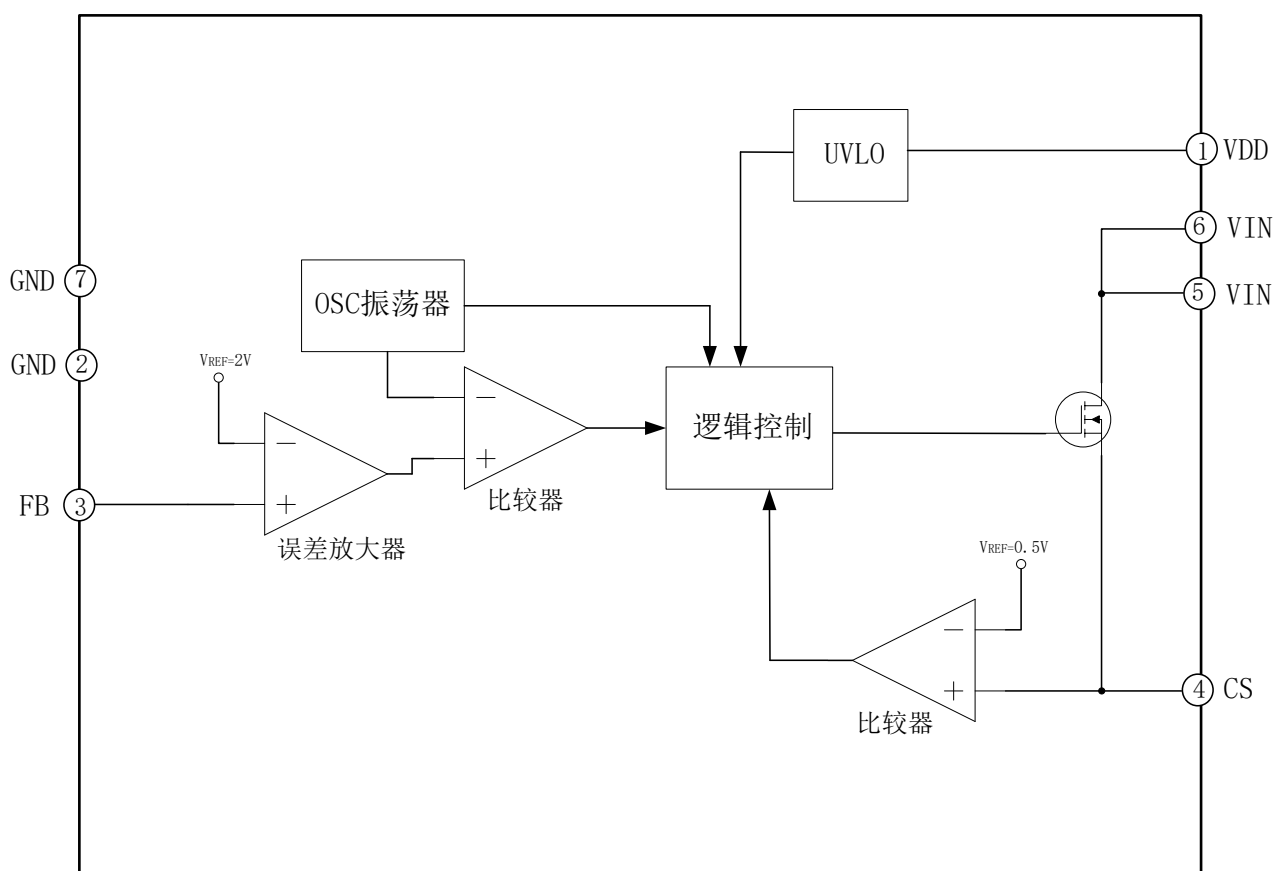 UVLO
① VDD
⑥ VIN
GND ⑦
OSC振荡器
⑤ VIN
GND ②
VREF=2V
逻辑控制
FB ③
比较器
误差放大器
VREF=0.5V
④ CS
比较器